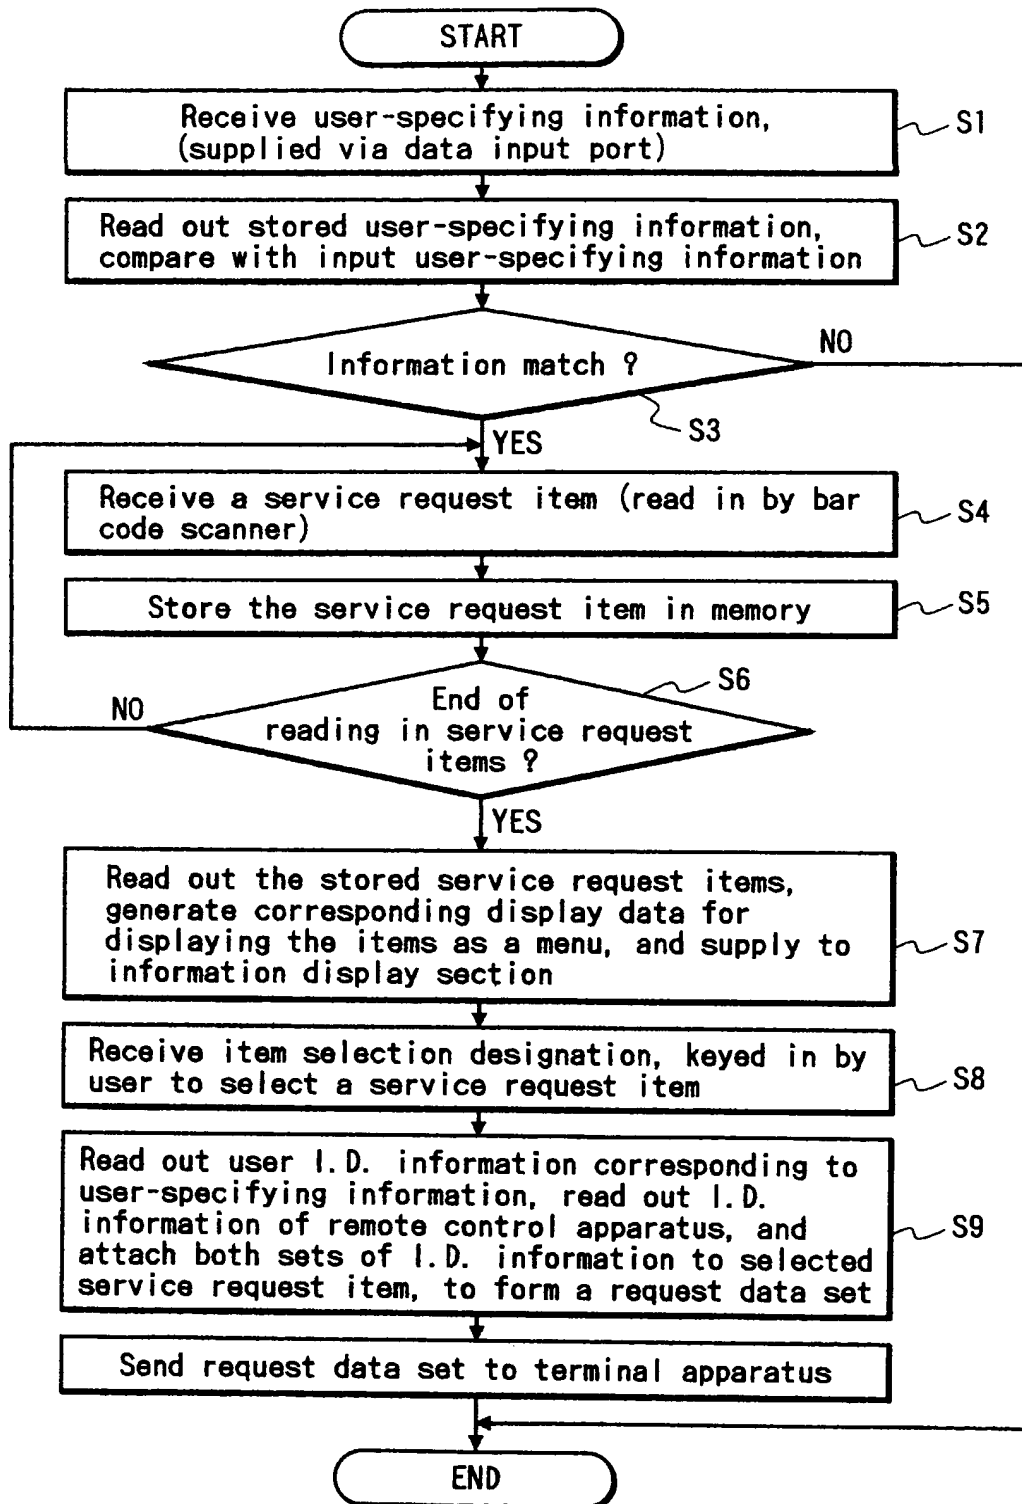 START
Receive user-specifying information,
(supplied via data input port)
S1
Read out stored user-specifying information,
compare with input user-specifying information
S2
Information match ?
NO
S3
YES
Receive a service request item (read in by bar
code scanner)
S4
Store the service request item in memory
S5
S6
End of
reading in service request
items ?
NO
YES
Read out the stored service request items,
generate corresponding display data for
displaying the items as a menu, and supply to
information display section
S7
Receive item selection designation, keyed in by
user to select a service request item
S8
Read out user I.D. information corresponding to
user-specifying information, read out I.D.
information of remote control apparatus, and
attach both sets of I.D. information to selected
service request item, to form a request data set
S9
Send request data set to terminal apparatus
END